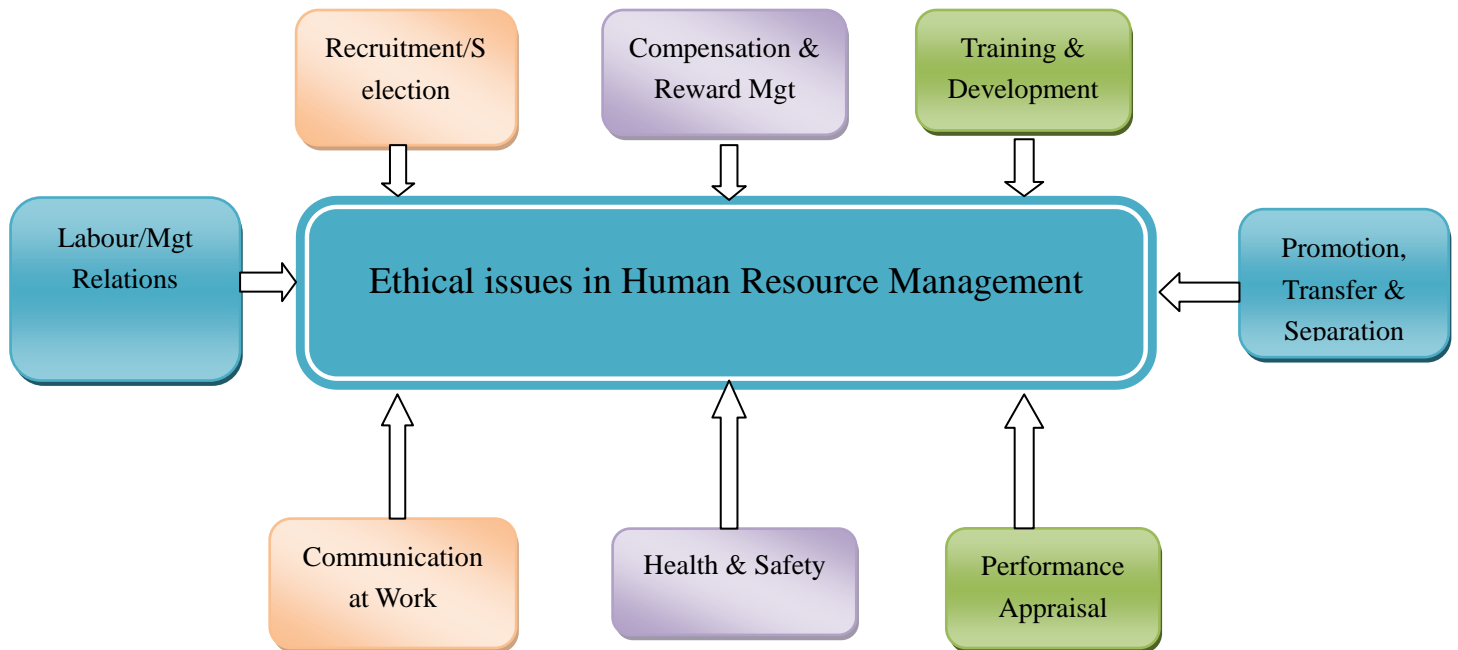 Recruitment/S
election
Compensation &
Reward Mgt
Training &
Development
Labour/Mgt
Relations
Ethical issues in Human Resource Management
Promotion,
Transfer &
Separation
Communication
at Work
Health & Safety
Performance
Appraisal